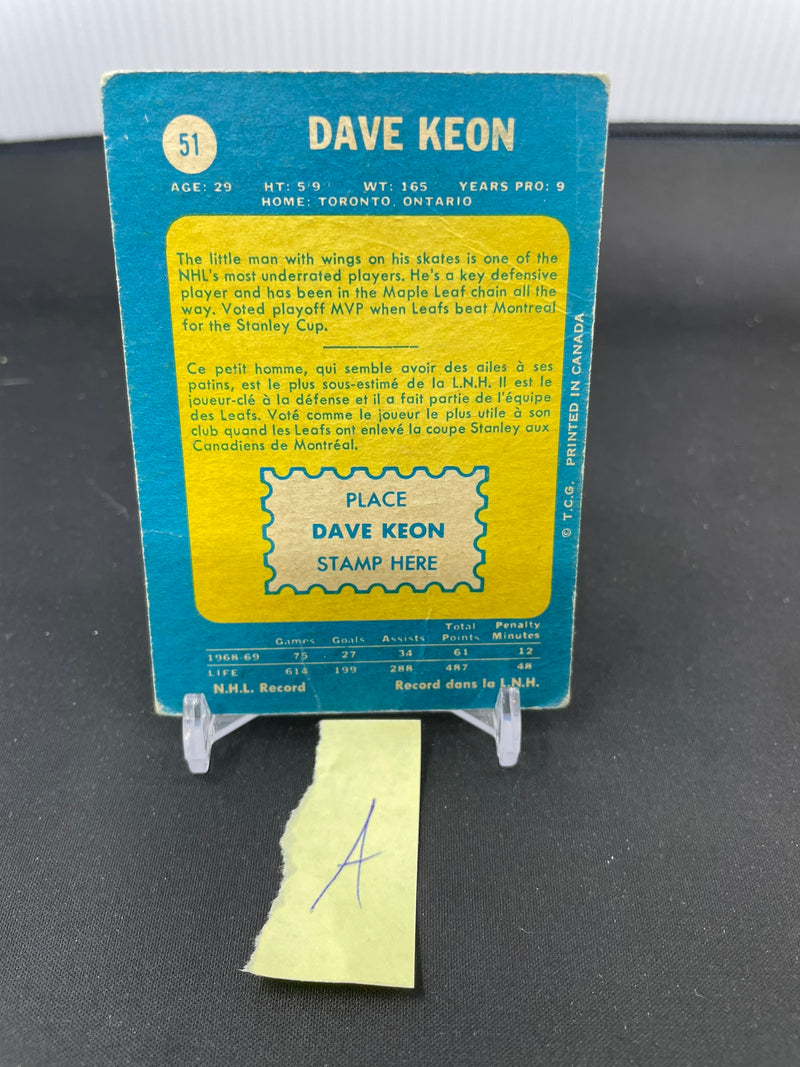 51
DAVE KEON
AGE: 29 HT: 5'9" WT: 165 YEARS PRO: 9
HOME: TORONTO, ONTARIO
The little man with wings on his skates is one of the
NHL's most underrated players. He's a key defensive
player and has been in the Maple Leaf chain all the
way. Voted playoff MVP when Leafs beat Montreal
for the Stanley Cup.
Ce petit homme, qui semble avoir des ailes à ses
patins, est le plus sous-estimé de la L.N.H. Il est le
joueur-clé à la défense et il a fait partie de l'équipe
des Leafs. Voté comme le joueur le plus utile à son
club quand les Leafs ont enlevé la coupe Stanley aux
Canadiens de Montréal.
PLACE
DAVE KEON
STAMP HERE
© T.C.G. PRINTED IN CANADA
Games Goals Assists Total Points Penalty Minutes
1968-69 75 27 34 61 12
LIFE 614 199 288 487 48
N.H.L. Record Record dans la L.N.H.
A